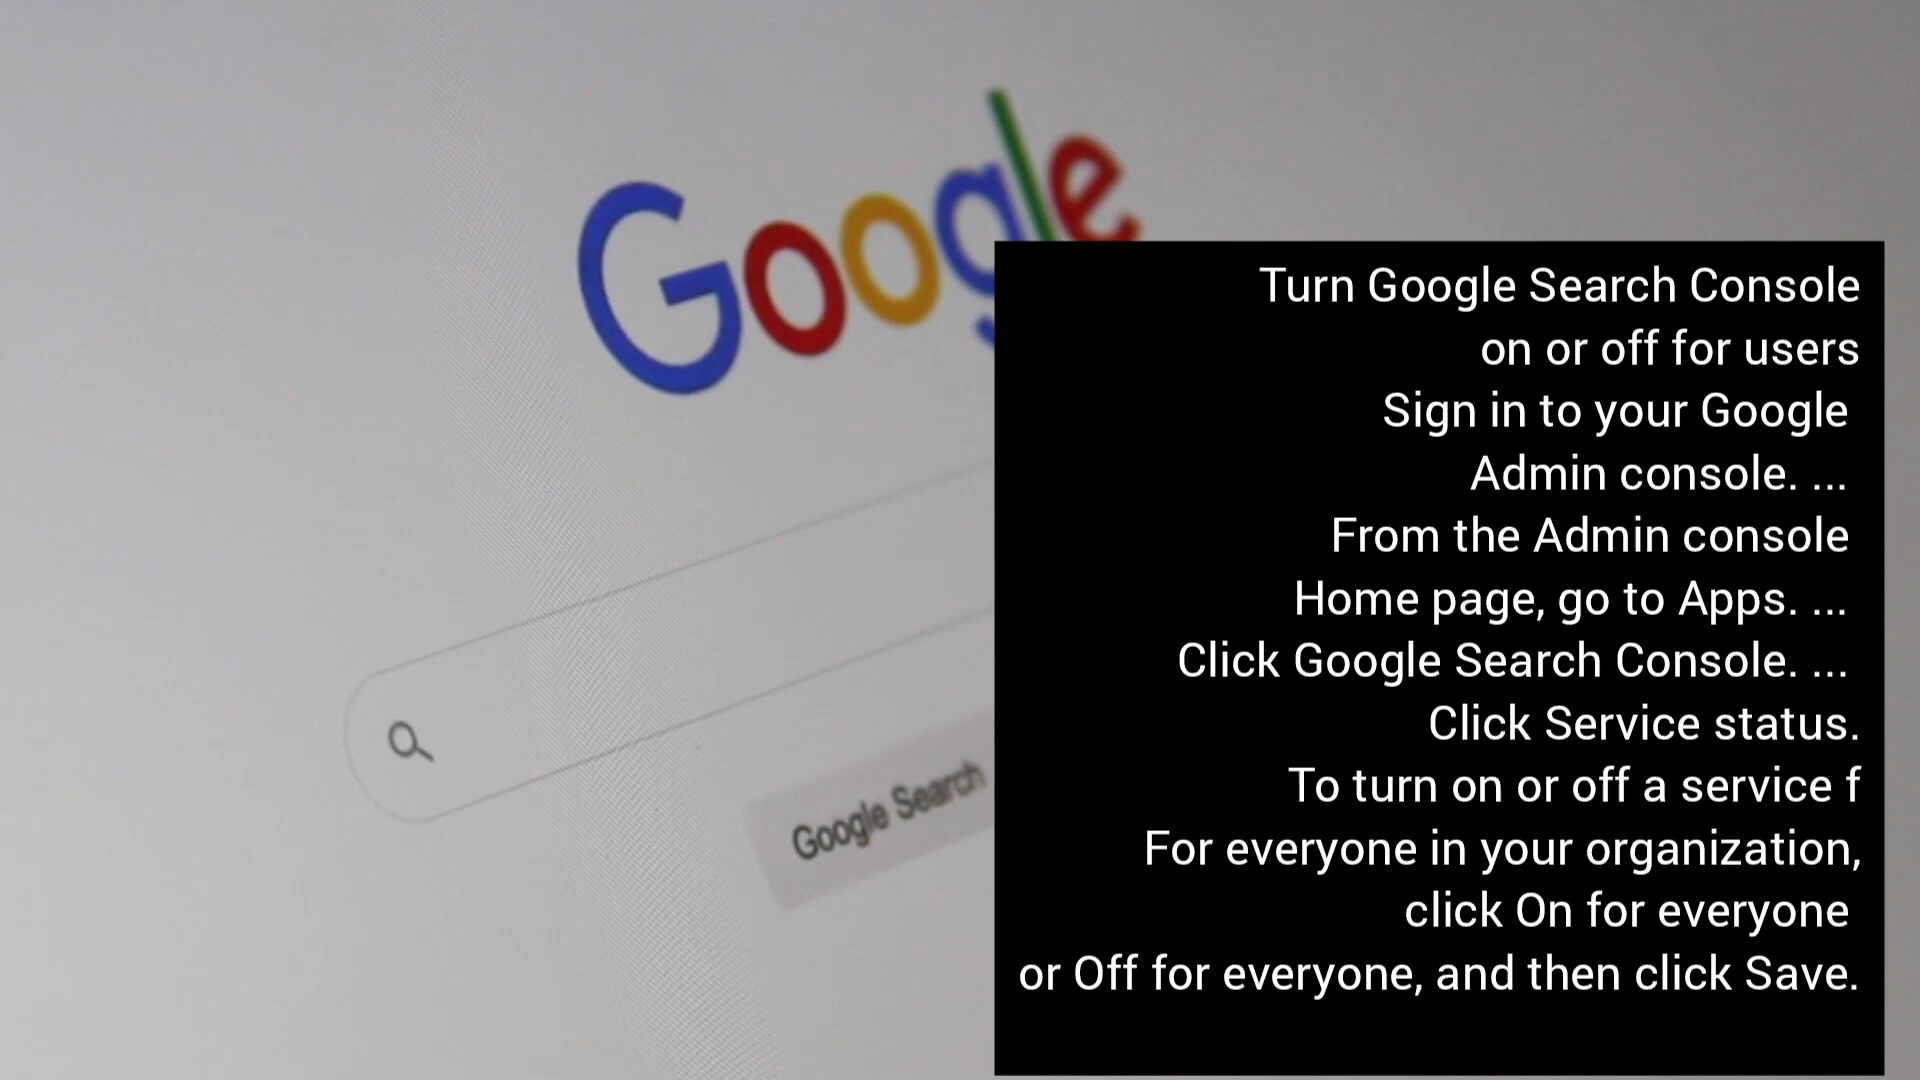 Google
Google Search
Turn Google Search Console
on or off for users
Sign in to your Google
Admin console. ...
From the Admin console
Home page, go to Apps. ...
Click Google Search Console. ...
Click Service status.
To turn on or off a service f
For everyone in your organization,
click On for everyone
or Off for everyone, and then click Save.